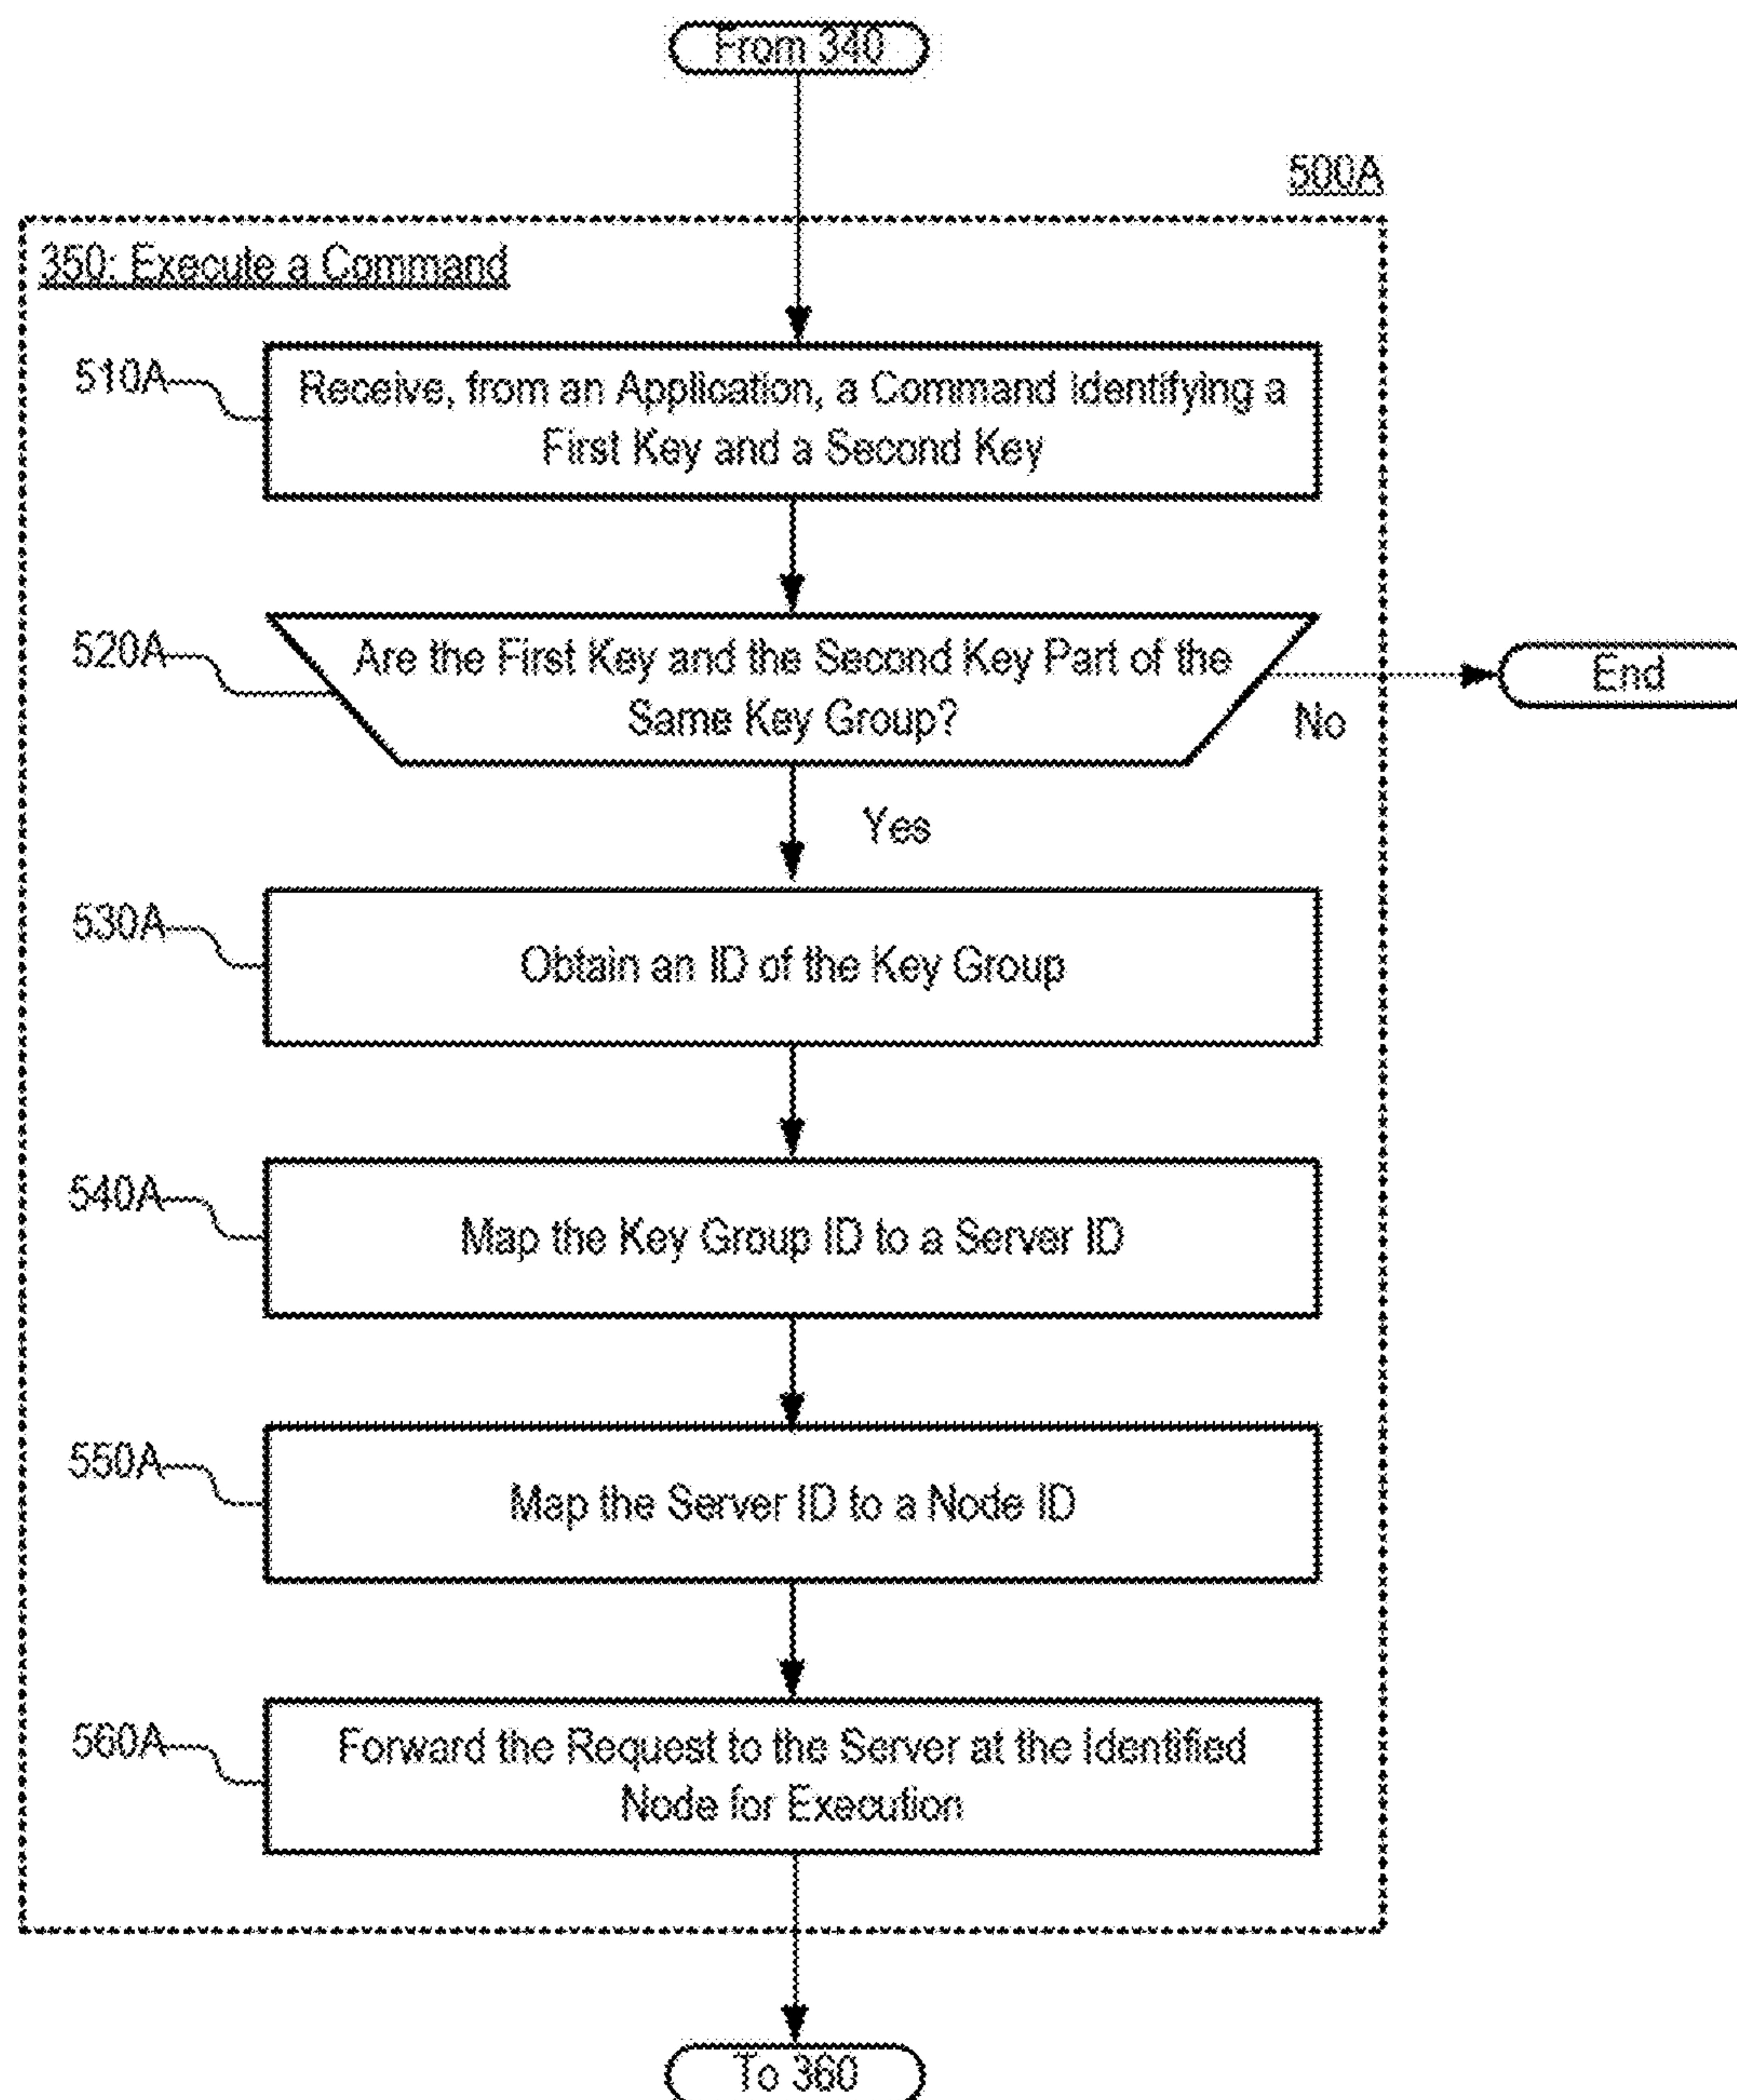 From 340
500A
350: Execute a Command
510A
Receive, from an Application, a Command Identifying a
First Key and a Second Key
520A
Are the First Key and the Second Key Part of the
Same Key Group?
End
No
Yes
530A
Obtain an ID of the Key Group
540A
Map the Key Group ID to a Server ID
550A
Map the Server ID to a Node ID
560A
Forward the Request to the Server at the Identified
Node for Execution
To 360